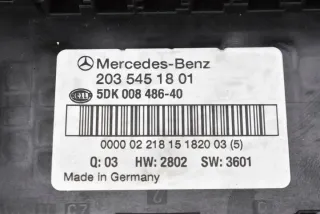 Mercedes-Benz
203 545 18 01
HELLA 5DK 008 486-40
0000 02 218 15 1820 03 (5)
Q: 03 HW: 2802 SW: 3601
Made in Germany